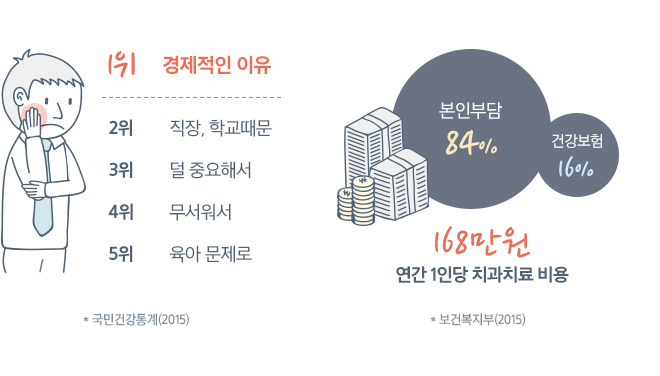 1위 경제적인 이유
2위 직장, 학교때문
3위 덜 중요해서
4위 무서워서
5위 육아 문제로
* 국민건강통계(2015)
본인부담
84%
건강보험
16%
168만원
연간 1인당 치과치료 비용
* 보건복지부(2015)